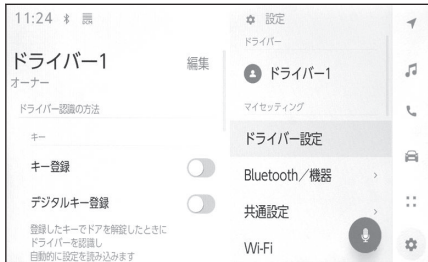 11:24
ドライバー1
編集
オーナー
ドライバー認識の方法
キー
キー登録
デジタルキー登録
登録したキーでドアを解錠したときに
ドライバーを認識し
自動的に設定を読み込みます
設定
ドライバー
ドライバー1
マイセッティング
ドライバー設定
Bluetooth／機器
共通設定
Wi-Fi